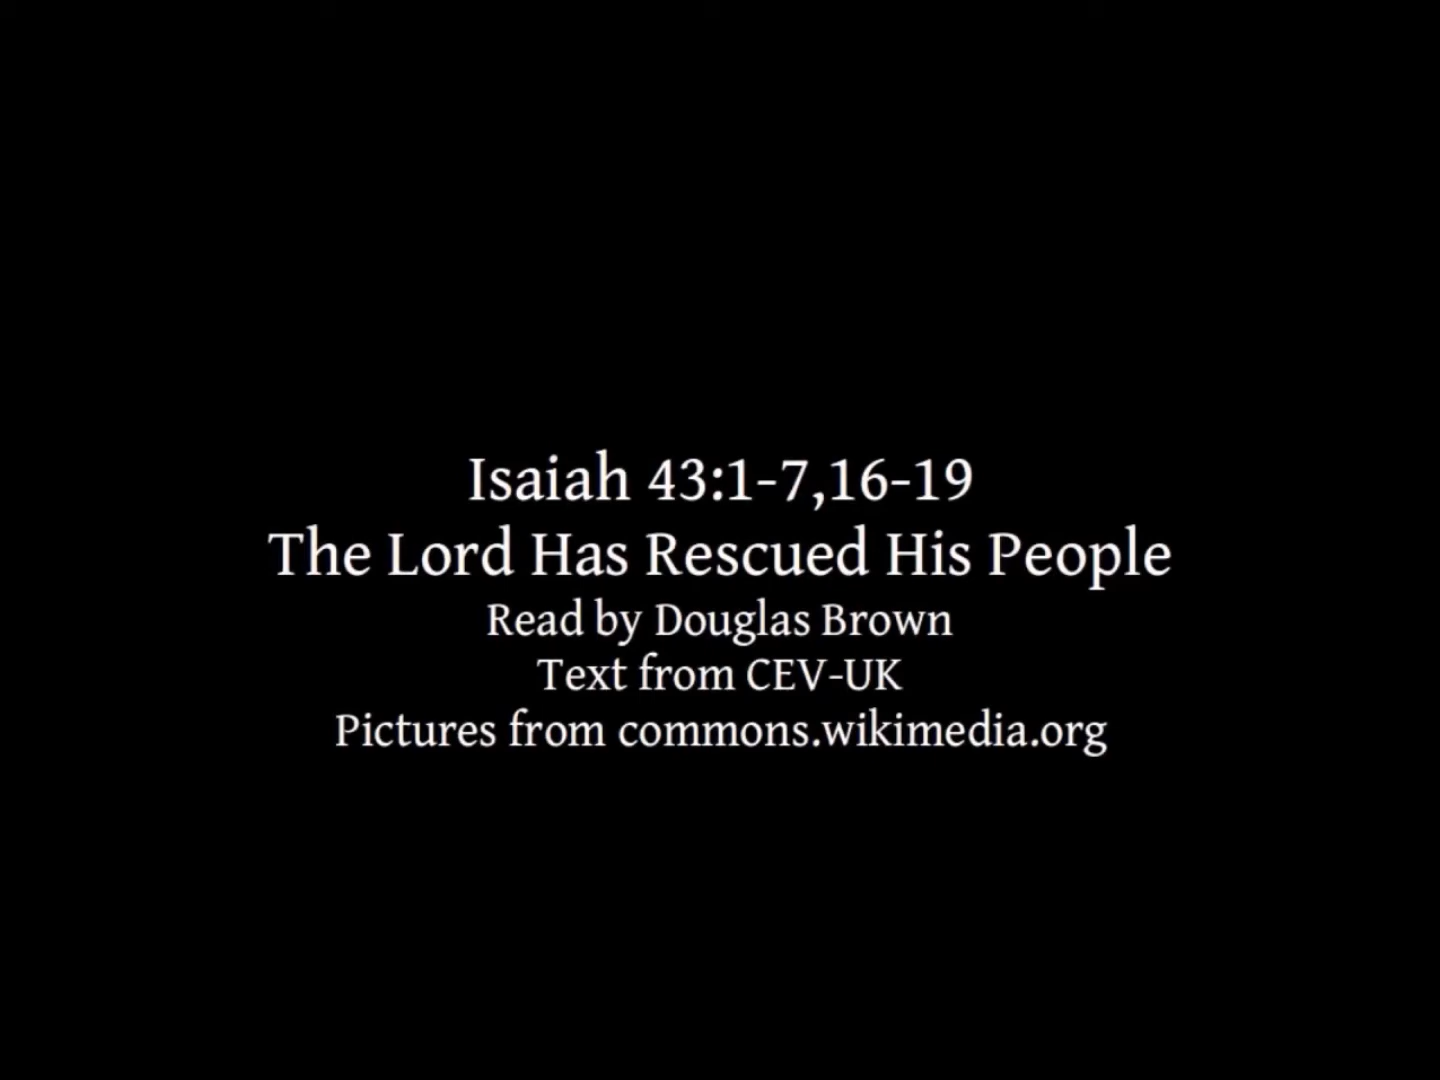 Isaiah 43:1-7,16-19
The Lord Has Rescued His People
Read by Douglas Brown
Text from CEV-UK
Pictures from commons.wikimedia.org